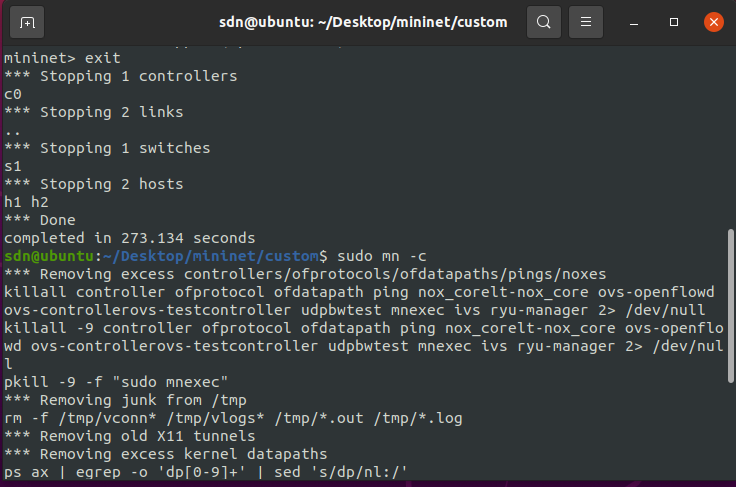 sdn@ubuntu: ~/Desktop/mininet/custom
mininet> exit
*** Stopping 1 controllers
c0
*** Stopping 2 links
..
*** Stopping 1 switches
s1
*** Stopping 2 hosts
h1 h2
*** Done
completed in 273.134 seconds
sdn@ubuntu:~/Desktop/mininet/custom$ sudo mn -c
*** Removing excess controllers/ofprotocols/ofdatapaths/pings/noxes
killall controller ofprotocol ofdatapath ping nox_corelt-nox_core ovs-openflowd
ovs-controllerovs-testcontroller udpbwtest mnexec ivs ryu-manager 2> /dev/null
killall -9 controller ofprotocol ofdatapath ping nox_corelt-nox_core ovs-openflo
wd ovs-controllerovs-testcontroller udpbwtest mnexec ivs ryu-manager 2> /dev/nul
l
pkill -9 -f "sudo mnexec"
*** Removing junk from /tmp
rm -f /tmp/vconn* /tmp/vlogs* /tmp/*.out /tmp/*.log
*** Removing old X11 tunnels
*** Removing excess kernel datapaths
ps ax | egrep -o 'dp[0-9]+' | sed 's/dp/nl:/'